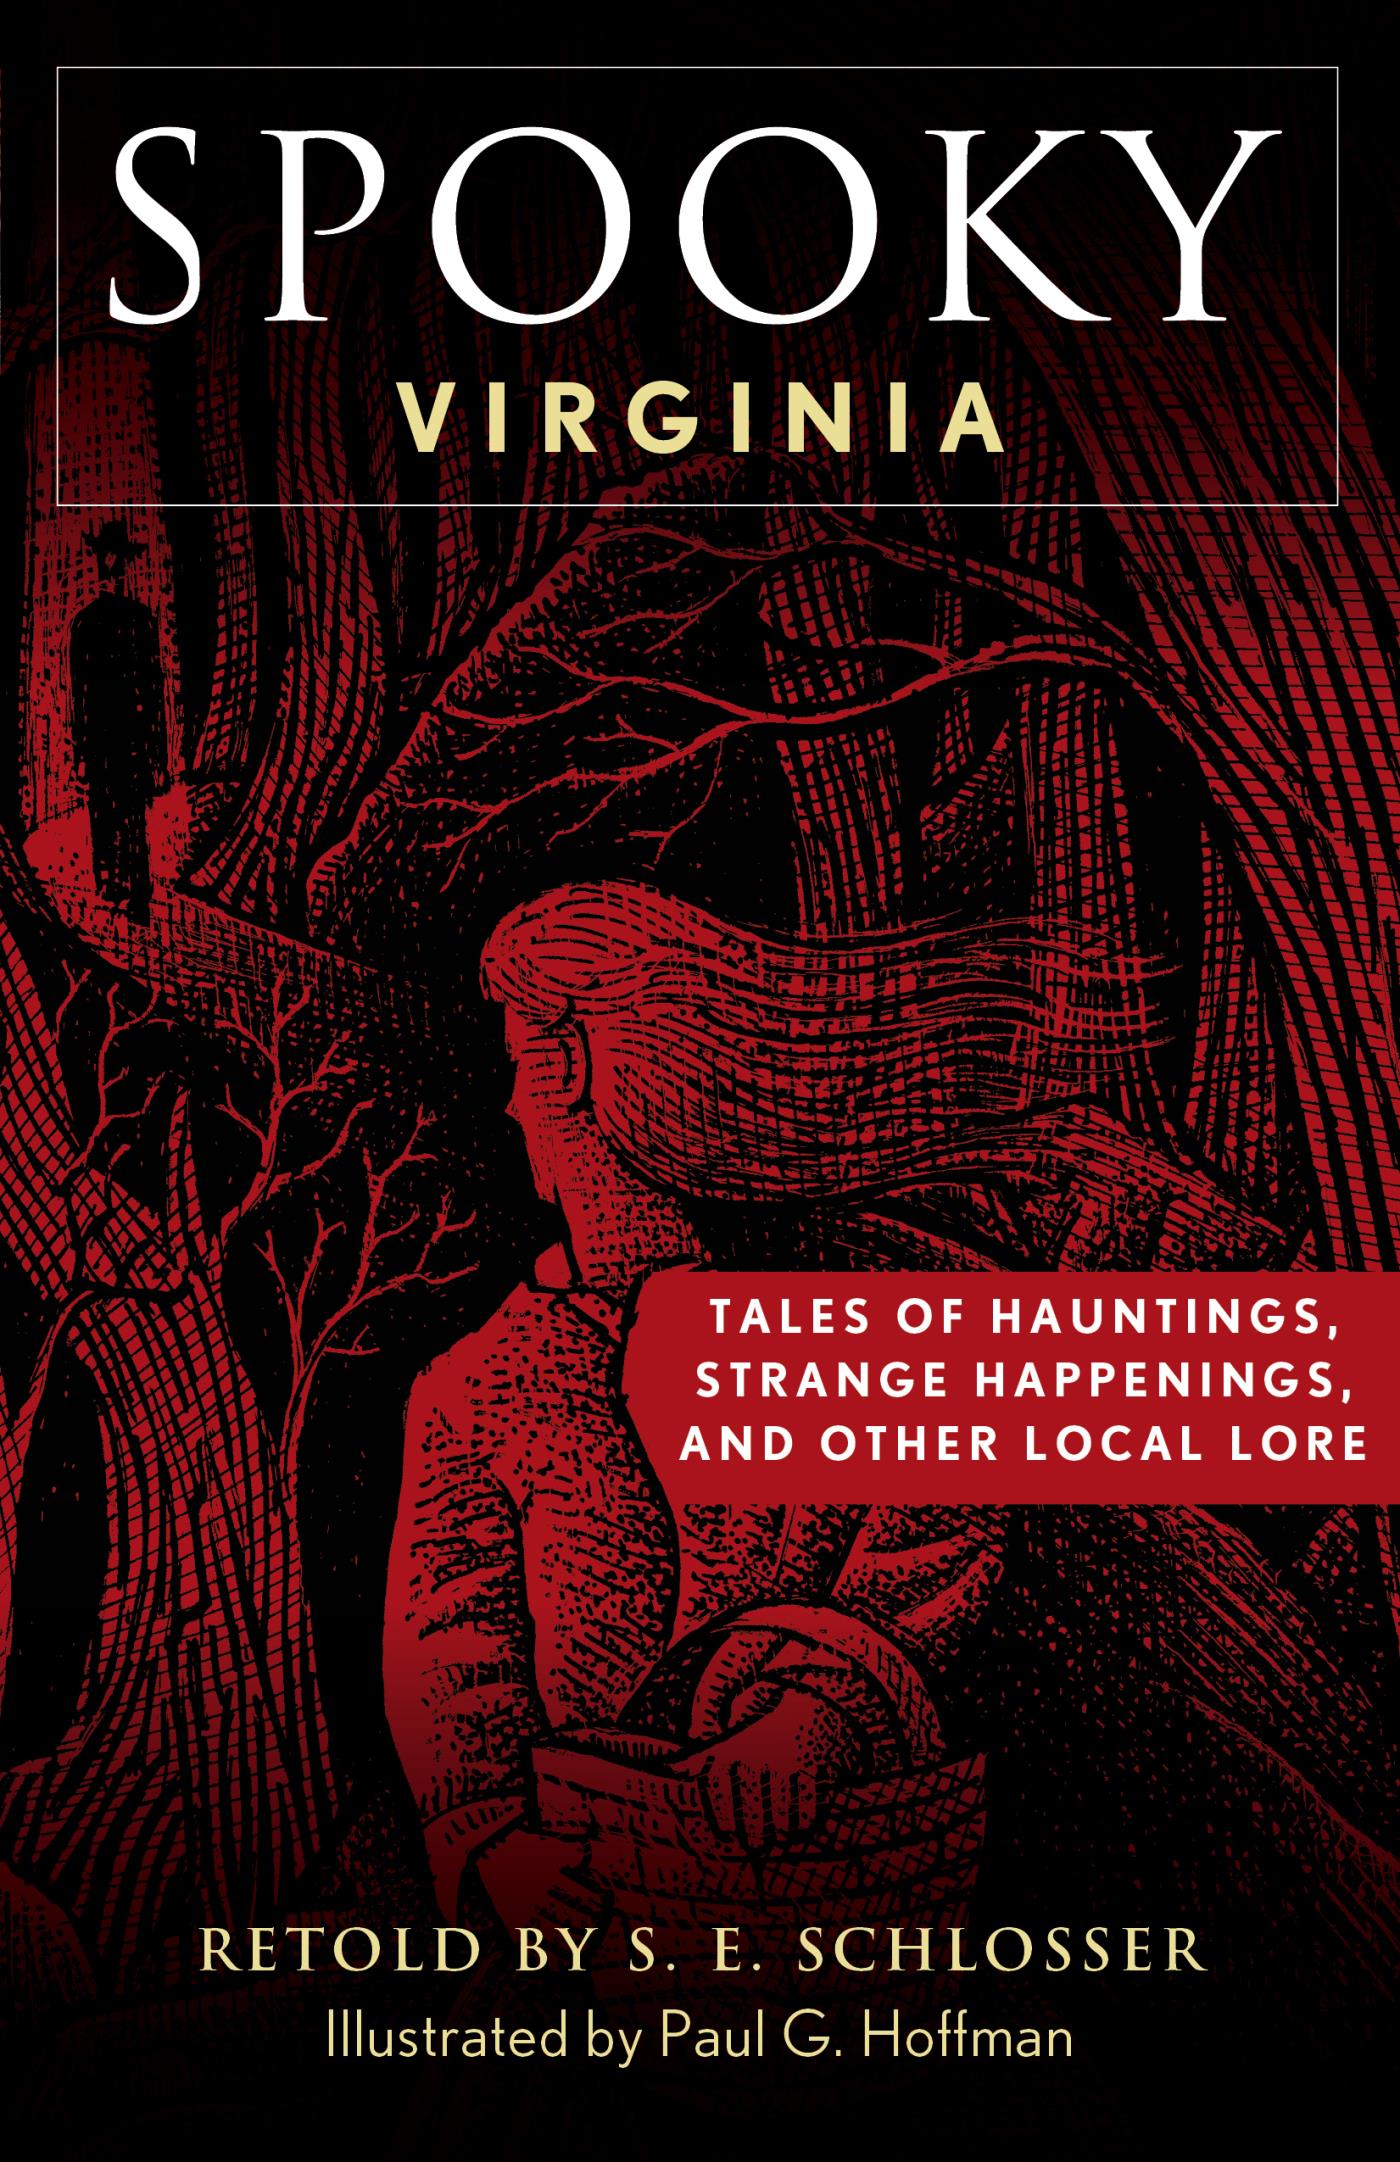 SPOOKY
VIRGINIA
TALES OF HAUNTINGS,
STRANGE HAPPENINGS,
AND OTHER LOCAL LORE
RETOLD BY S. E. SCHLOSSER
Illustrated by Paul G. Hoffman